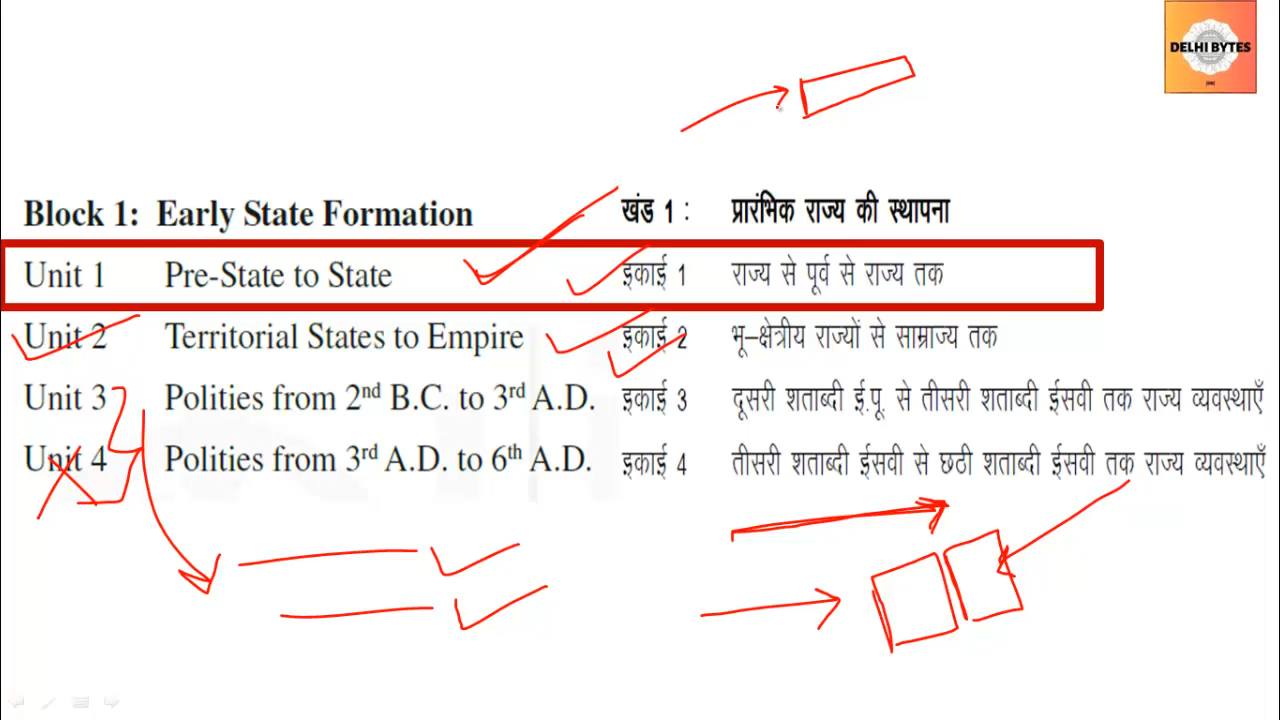 DELHI BYTES
Block 1: Early State Formation खंड 1 : प्रारंभिक राज्य की स्थापना
Unit 1 Pre-State to State इकाई 1 राज्य से पूर्व से राज्य तक
Unit 2 Territorial States to Empire इकाई 2 भू–क्षेत्रीय राज्यों से साम्राज्य तक
Unit 3 Polities from 2nd B.C. to 3rd A.D. इकाई 3 दूसरी शताब्दी ई.पू. से तीसरी शताब्दी ईसवी तक राज्य व्यवस्थाएँ
Unit 4 Polities from 3rd A.D. to 6th A.D. इकाई 4 तीसरी शताब्दी ईसवी से छठी शताब्दी ईसवी तक राज्य व्यवस्थाएँ